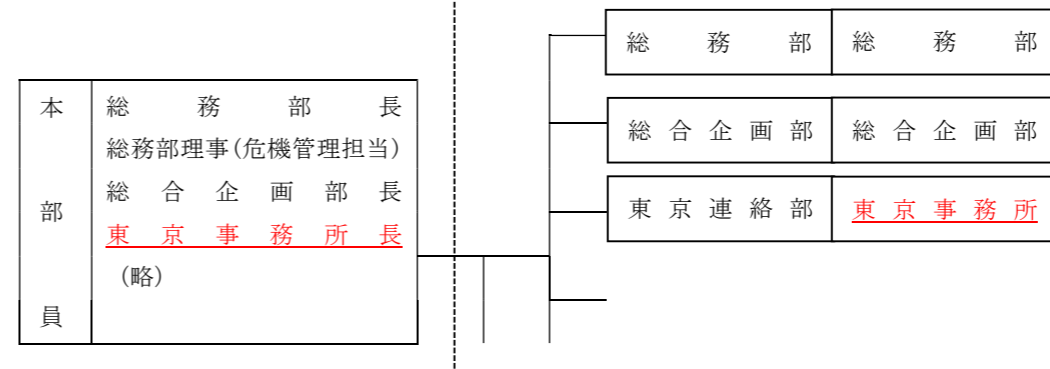 本部員
総務部長
総務部理事(危機管理担当)
総合企画部長
東京事務所長
(略)
総務部 総務部
総合企画部 総合企画部
東京連絡部 東京事務所